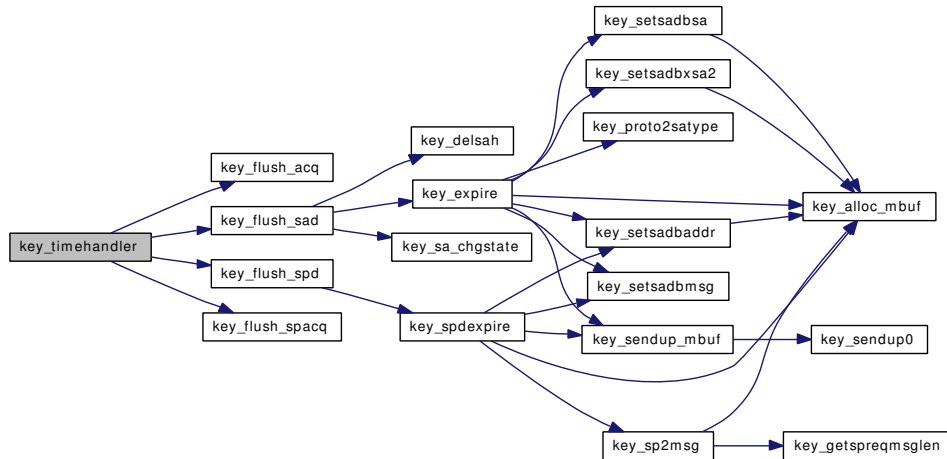 key_setsadbsa
key_setsadbxsa2
key_proto2satype
key_delsah
key_flush_acq
key_expire
key_alloc_mbuf
key_flush_sad
key_setsadbaddr
key_timehandler
key_sa_chgstate
key_flush_spd
key_setsadbmsg
key_flush_spacq
key_spdexpire
key_sendup_mbuf
key_sendup0
key_sp2msg
key_getspreqmsglen